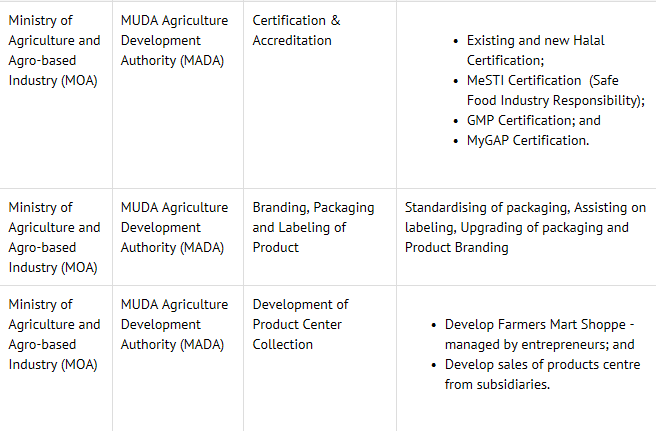 Ministry of
Agriculture and
Agro-based
Industry (MOA)
MUDA Agriculture
Development
Authority (MADA)
Certification &
Accreditation
• Existing and new Halal
Certification;
• MeSTI Certification (Safe
Food Industry Responsibility);
• GMP Certification; and
• MyGAP Certification.
Ministry of
Agriculture and
Agro-based
Industry (MOA)
MUDA Agriculture
Development
Authority (MADA)
Branding, Packaging
and Labeling of
Product
Standardising of packaging, Assisting on
labeling, Upgrading of packaging and
Product Branding
Ministry of
Agriculture and
Agro-based
Industry (MOA)
MUDA Agriculture
Development
Authority (MADA)
Development of
Product Center
Collection
• Develop Farmers Mart Shoppe -
managed by entrepreneurs; and
• Develop sales of products centre
from subsidiaries.